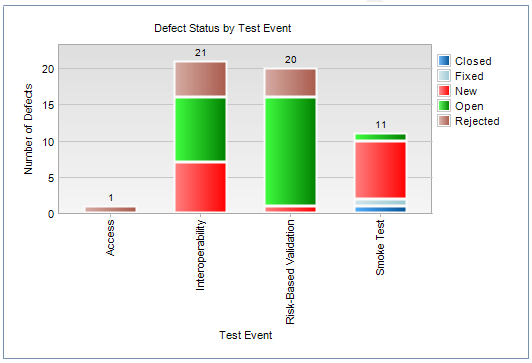 Defect Status by Test Event
21
20
11
1
Number of Defects
20
15
10
5
0
Access
Interoperability
Risk-Based Validation
Smoke Test
Test Event
Closed
Fixed
New
Open
Rejected